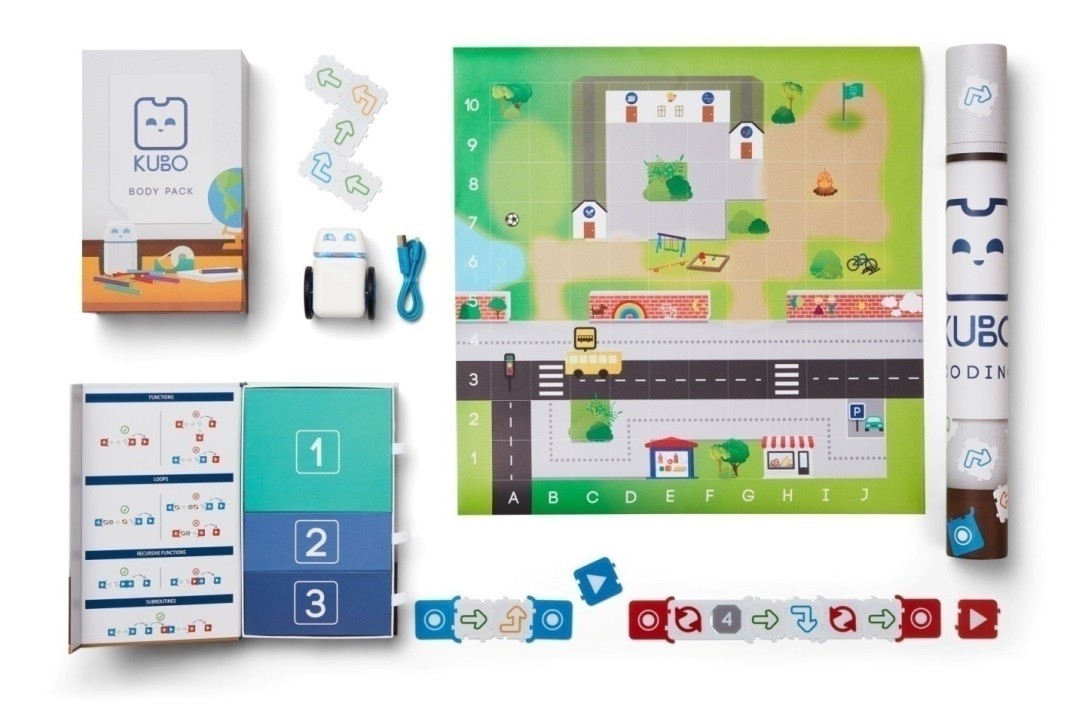 KUBO
BODY PACK
10
9
8
7
6
5
4
3
2
1
A B C D E F G H I J
P
KUBO
CODING
FUNCTIONS
LOOPS
RECURSIVE FUNCTIONS
SUBROUTINES
1
2
3
4